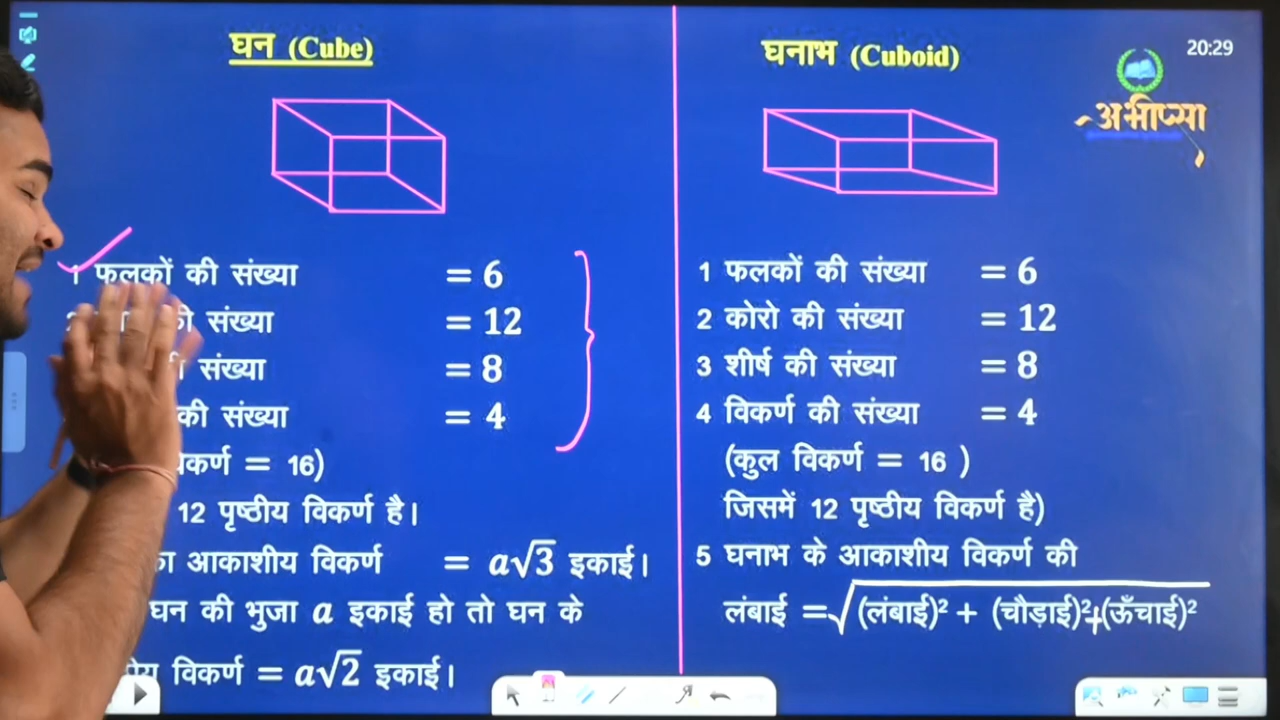 घन (Cube)
1 फलकों की संख्या = 6
की संख्या = 12
संख्या = 8
की संख्या = 4
= 16)
12 पृष्ठीय विकर्ण है।
आकाशीय विकर्ण = a√3 इकाई।
घन की भुजा a इकाई हो तो घन के
विकर्ण = a√2 इकाई।
घनाभ (Cuboid)
20:29
अभीप्सा
1 फलकों की संख्या = 6
2 कोरो की संख्या = 12
3 शीर्ष की संख्या = 8
4 विकर्ण की संख्या = 4
(कुल विकर्ण = 16 )
जिसमें 12 पृष्ठीय विकर्ण है)
5 घनाभ के आकाशीय विकर्ण की
लंबाई =√(लंबाई)² + (चौड़ाई)²+(ऊँचाई)²